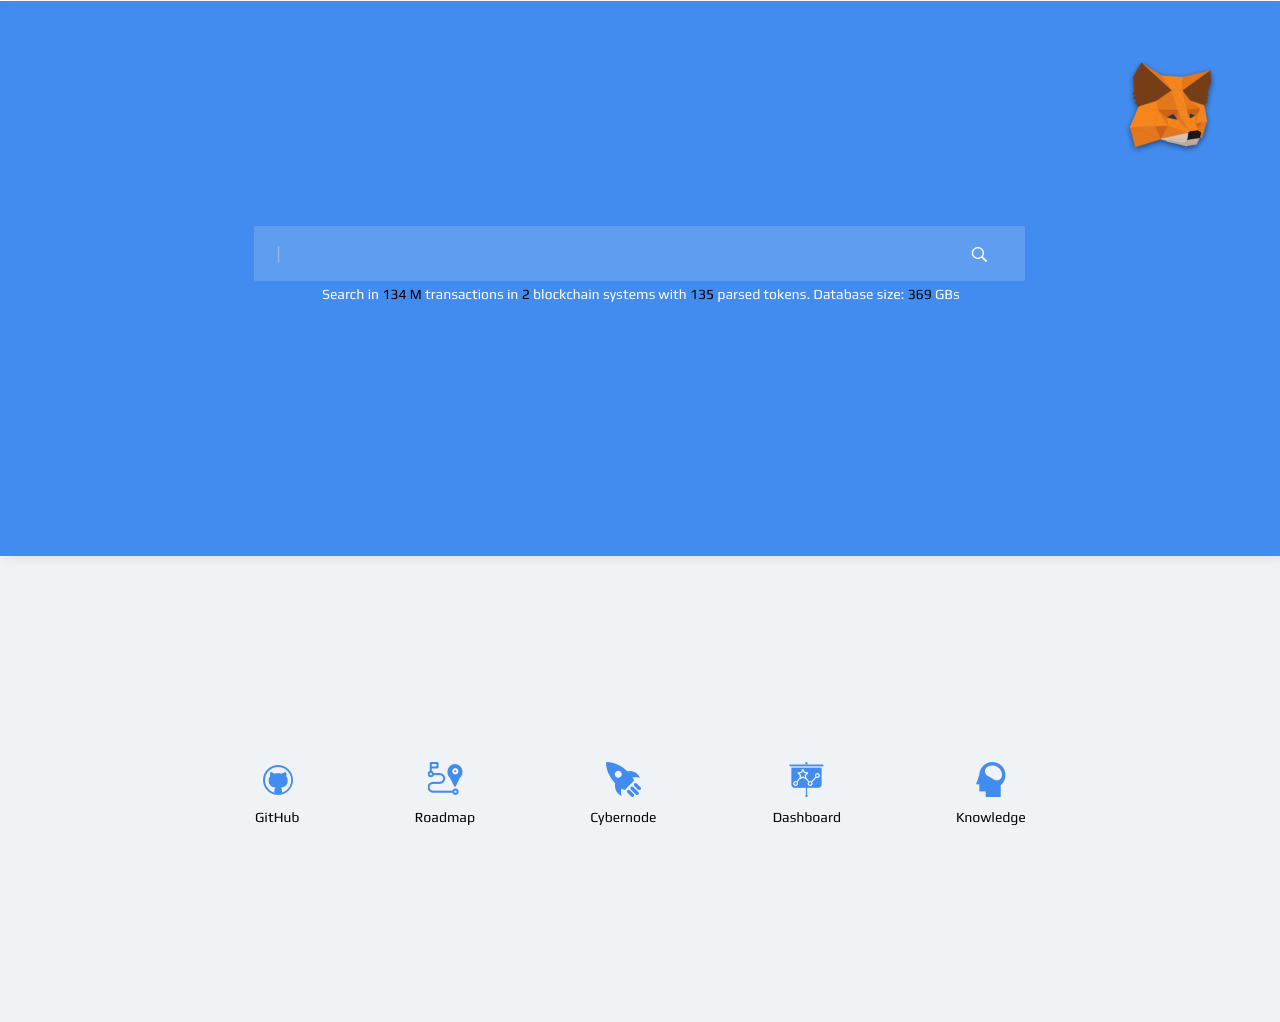 Search in 134 M transactions in 2 blockchain systems with 135 parsed tokens. Database size: 369 GBs
GitHub
Roadmap
Cybernode
Dashboard
Knowledge